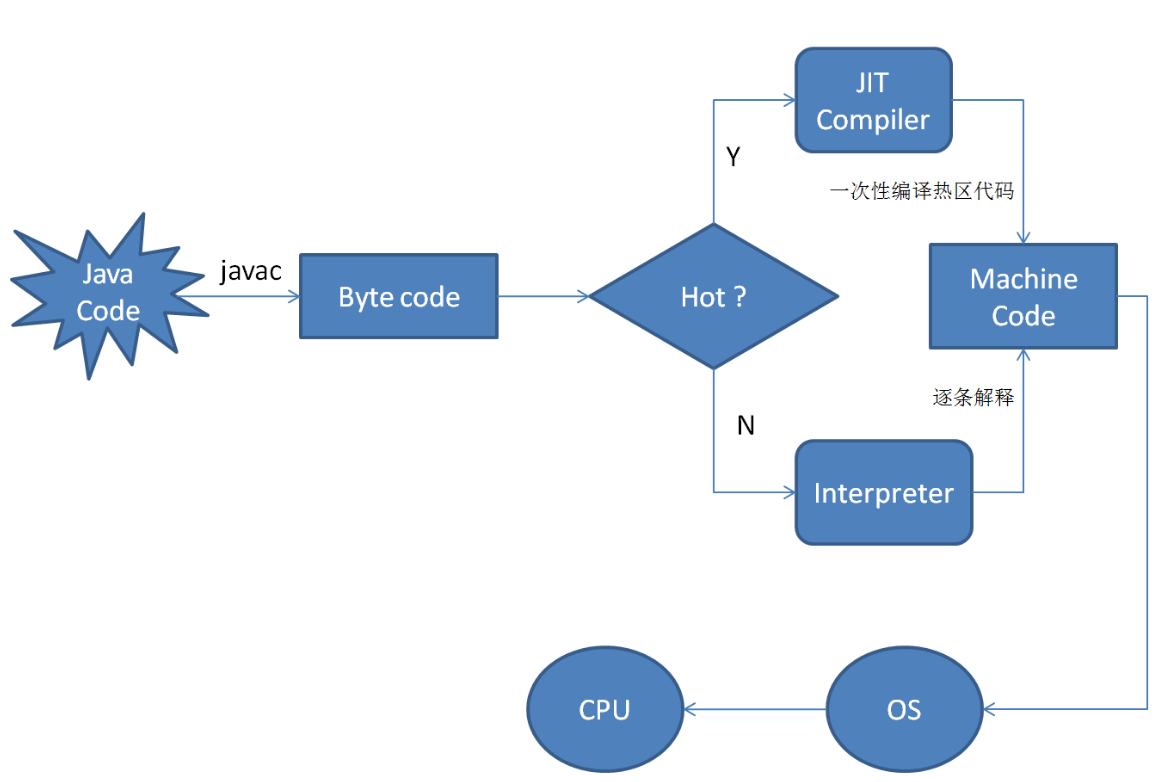 Java
Code
javac
Byte code
Hot ?
Y
JIT
Compiler
一次性编译热区代码
Machine
Code
N
逐条解释
Interpreter
OS
CPU